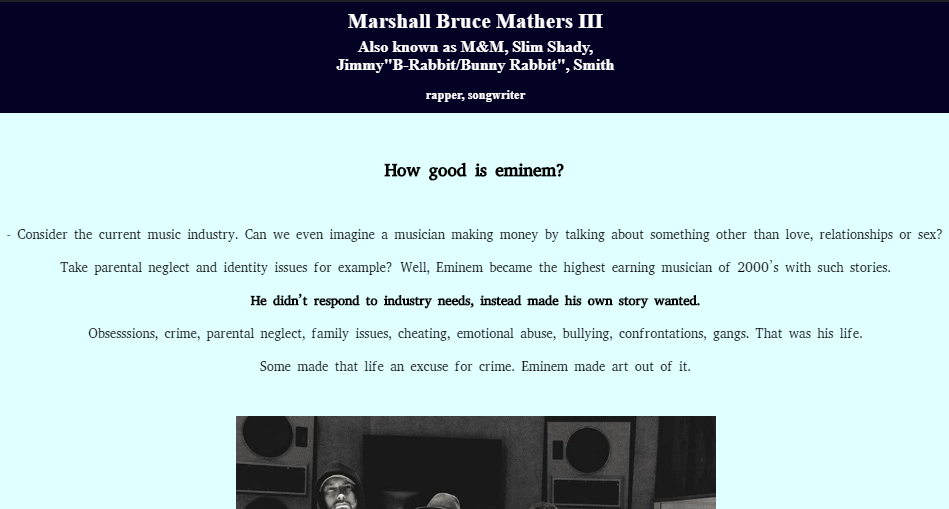 Marshall Bruce Mathers III
Also known as M&M, Slim Shady,
Jimmy"B-Rabbit/Bunny Rabbit", Smith
rapper, songwriter
How good is eminem?
- Consider the current music industry. Can we even imagine a musician making money by talking about something other than love, relationships or sex?
Take parental neglect and identity issues for example? Well, Eminem became the highest earning musician of 2000's with such stories.
He didn't respond to industry needs, instead made his own story wanted.
Obsesssions, crime, parental neglect, family issues, cheating, emotional abuse, bullying, confrontations, gangs. That was his life.
Some made that life an excuse for crime. Eminem made art out of it.